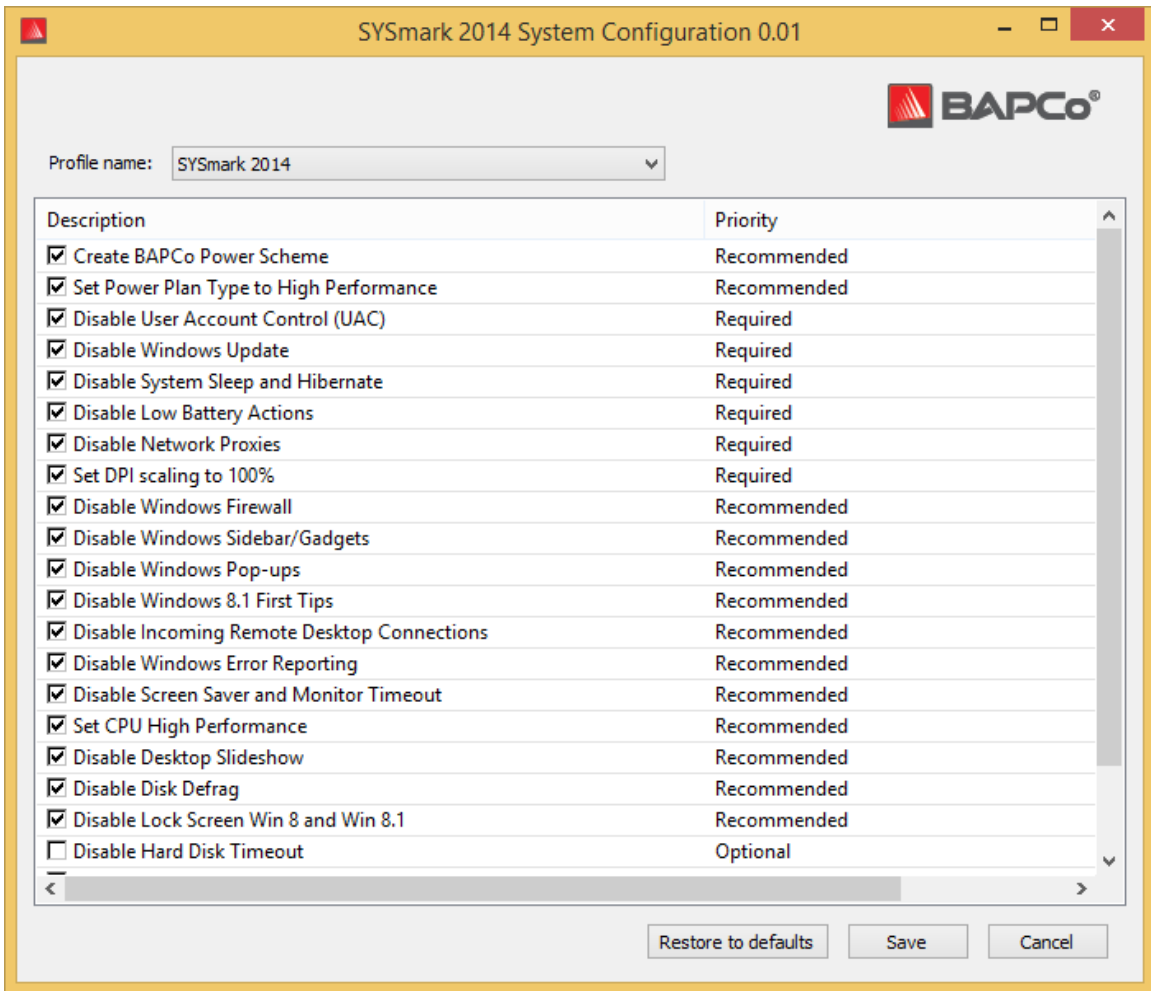 SYSmark 2014 System Configuration 0.01
BAPCo®
Profile name: SYSmark 2014
Description Priority
Create BAPCo Power Scheme Recommended
Set Power Plan Type to High Performance Recommended
Disable User Account Control (UAC) Required
Disable Windows Update Required
Disable System Sleep and Hibernate Required
Disable Low Battery Actions Required
Disable Network Proxies Required
Set DPI scaling to 100% Required
Disable Windows Firewall Recommended
Disable Windows Sidebar/Gadgets Recommended
Disable Windows Pop-ups Recommended
Disable Windows 8.1 First Tips Recommended
Disable Incoming Remote Desktop Connections Recommended
Disable Windows Error Reporting Recommended
Disable Screen Saver and Monitor Timeout Recommended
Set CPU High Performance Recommended
Disable Desktop Slideshow Recommended
Disable Disk Defrag Recommended
Disable Lock Screen Win 8 and Win 8.1 Recommended
Disable Hard Disk Timeout Optional
Restore to defaults Save Cancel